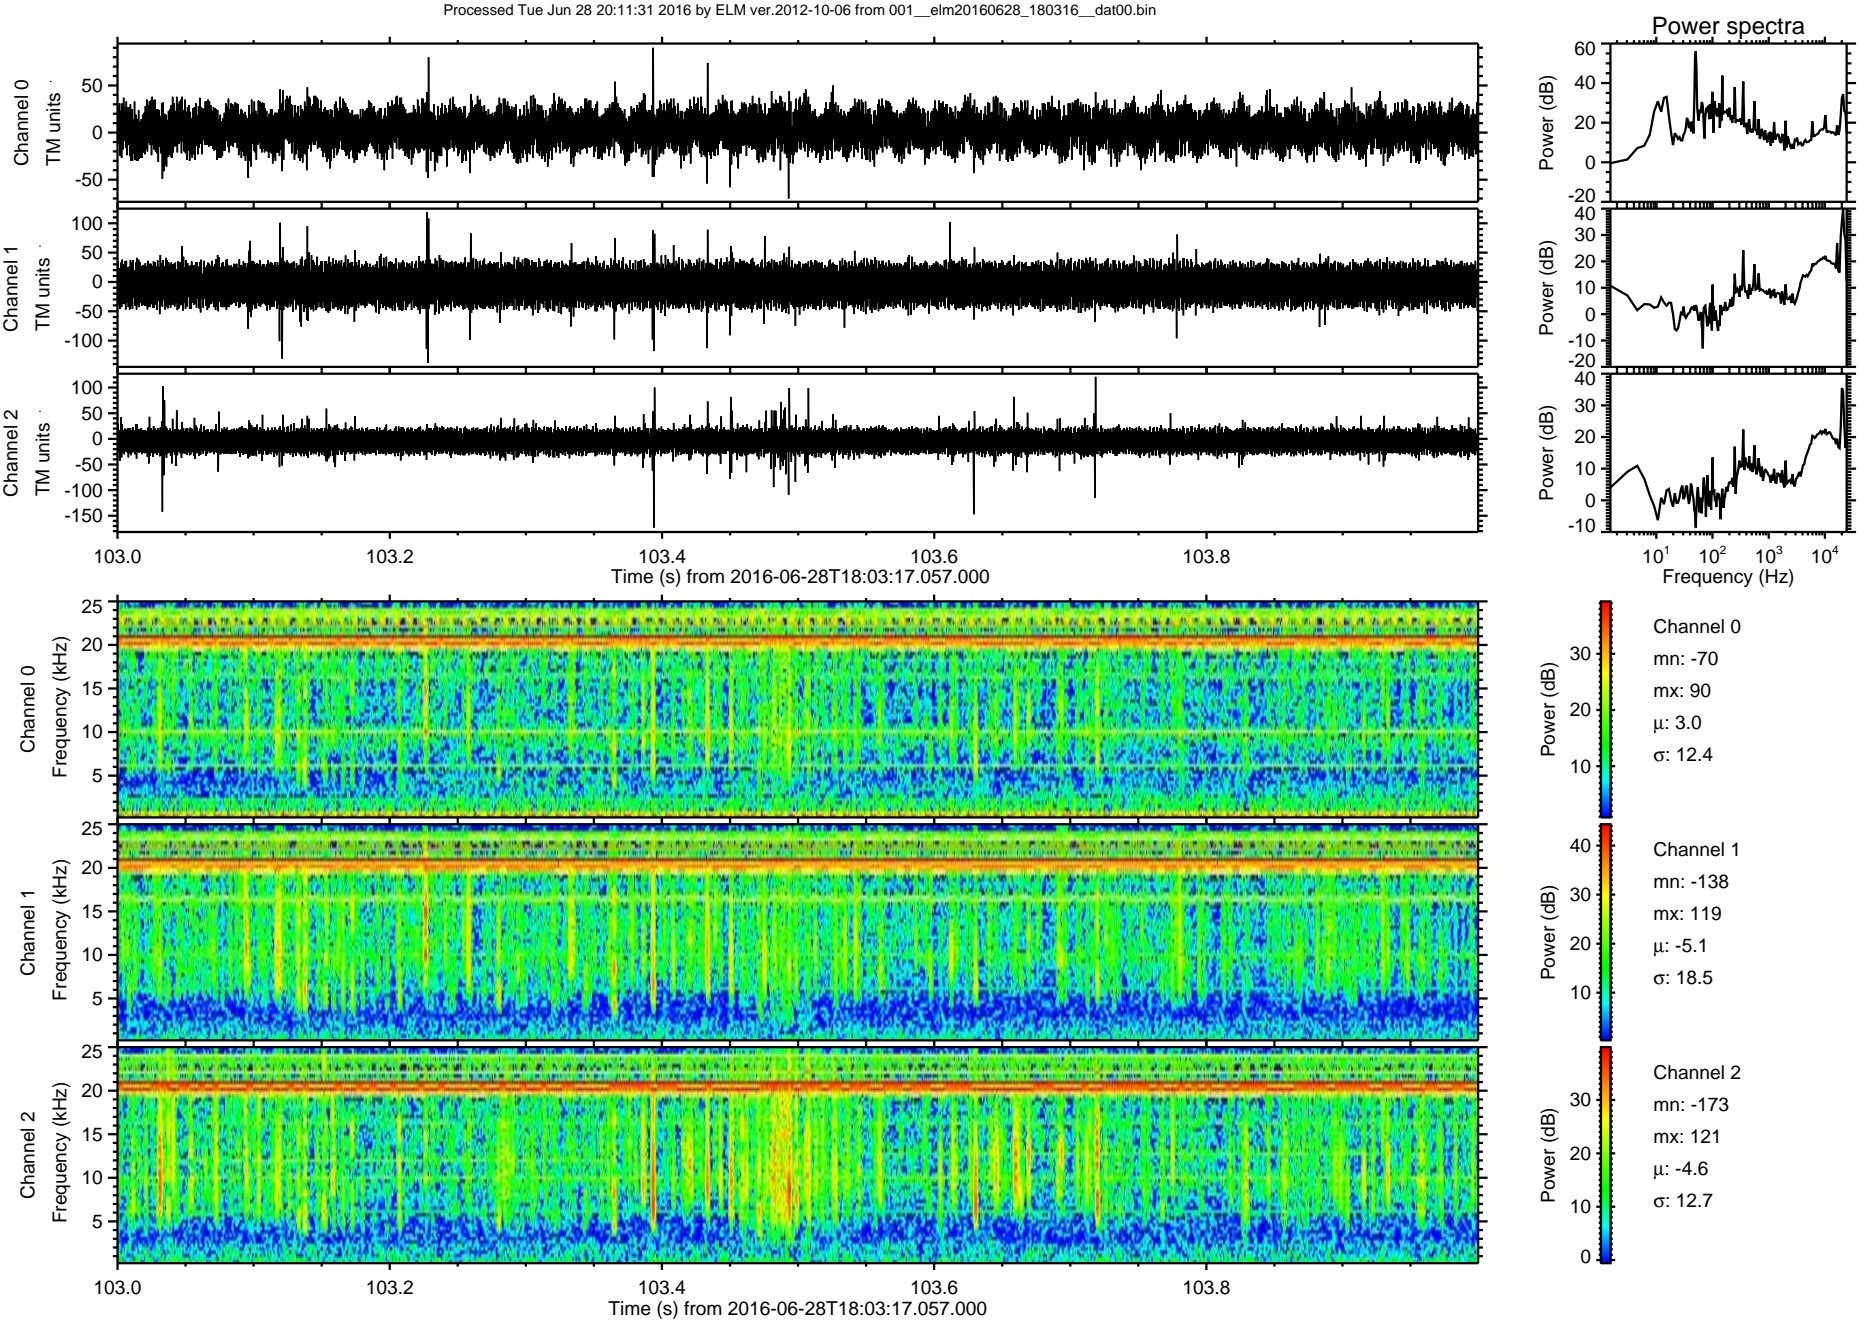 Processed Tue Jun 28 20:11:31 2016 by ELM ver.2012-10-06 from 001__elm20160628_180316__dat00.bin
Power spectra
Channel 0
TM units
50
0
-50
Power (dB)
60
40
20
0
-20
Channel 1
TM units
100
50
0
-50
-100
Power (dB)
40
30
20
10
0
-10
-20
Channel 2
TM units
100
50
0
-50
-100
-150
Power (dB)
40
30
20
10
0
-10
103.0 103.2 103.4 103.6 103.8
Time (s) from 2016-06-28T18:03:17.057.000
10¹ 10² 10³ 10⁴
Frequency (Hz)
Channel 0
Frequency (kHz)
25
20
15
10
5
Power (dB)
30
20
10
Channel 0
mn: -70
mx: 90
μ: 3.0
σ: 12.4
Channel 1
Frequency (kHz)
25
20
15
10
5
Power (dB)
40
30
20
10
Channel 1
mn: -138
mx: 119
μ: -5.1
σ: 18.5
Channel 2
Frequency (kHz)
25
20
15
10
5
Power (dB)
30
20
10
0
Channel 2
mn: -173
mx: 121
μ: -4.6
σ: 12.7
103.0 103.2 103.4 103.6 103.8
Time (s) from 2016-06-28T18:03:17.057.000